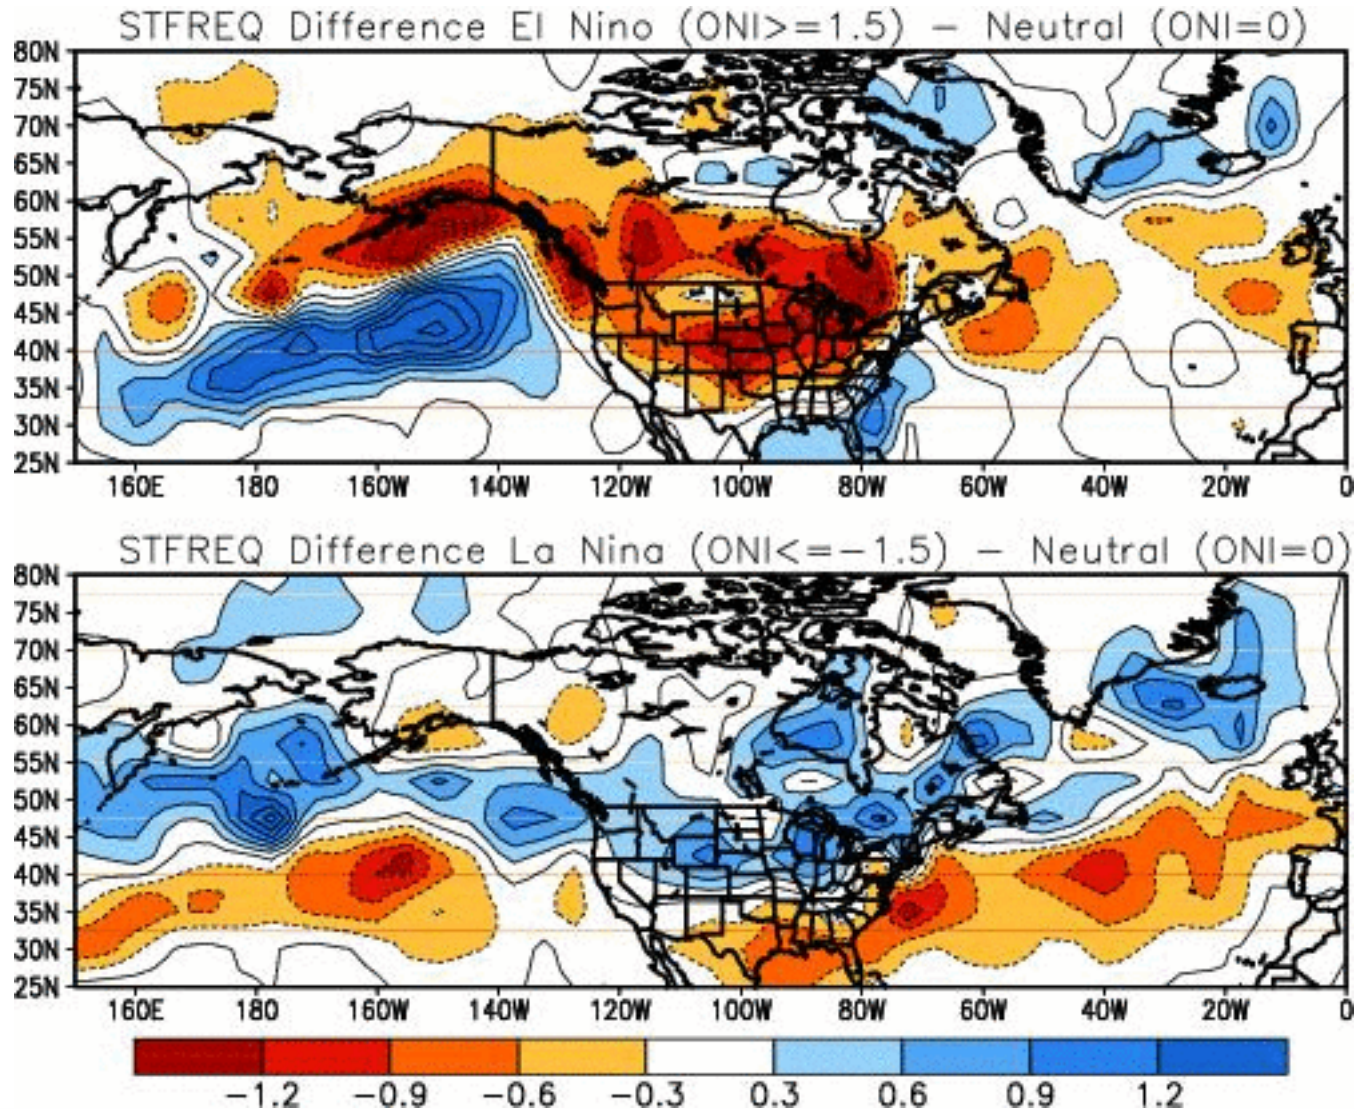 STFREQ Difference El Nino (ONI>=1.5) - Neutral (ONI=0)
80N
75N
70N
65N
60N
55N
50N
45N
40N
35N
30N
25N
160E 180 160W 140W 120W 100W 80W 60W 40W 20W 0
STFREQ Difference La Nina (ONI<=-1.5) - Neutral (ONI=0)
80N
75N
70N
65N
60N
55N
50N
45N
40N
35N
30N
25N
160E 180 160W 140W 120W 100W 80W 60W 40W 20W 0
-1.2 -0.9 -0.6 -0.3 0.3 0.6 0.9 1.2